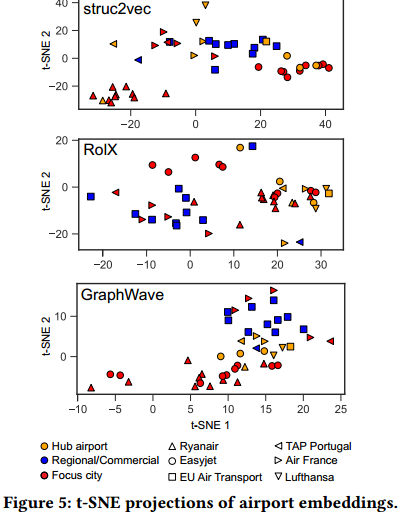 struc2vec
40
20
0
−20
t-SNE 2
−20 0 20 40
RolX
20
0
−20
t-SNE 2
−20 −10 0 10 20 30
GraphWave
10
0
t-SNE 2
−10 −5 0 5 10 15 20 25
t-SNE 1
Hub airport Ryanair TAP Portugal
Regional/Commercial Easyjet Air France
Focus city EU Air Transport Lufthansa
Figure 5: t-SNE projections of airport embeddings.